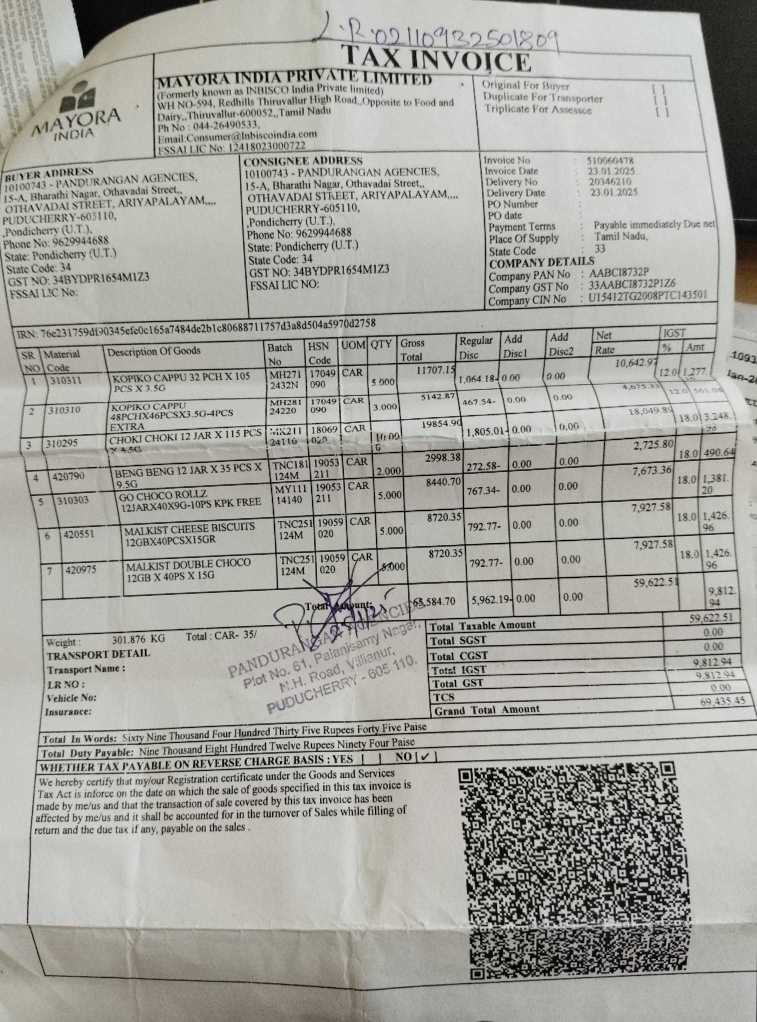 L.R:02110932501809
TAX INVOICE
MAYORA
INDIA
MAYORA INDIA PRIVATE LIMITED
(Formerly known as INBISCO India Private limited)
WH NO-594, Redhills Thiruvallur High Road,,Opposite to Food and
Dairy,,Thiruvallur-600052,,Tamil Nadu
Ph No : 044-26490533,
Email:Consumer@Inbiscoindia.com
FSSAI LIC No: 12418023000722
Original For Buyer [ ]
Duplicate For Transporter [ ]
Triplicate For Assessee [ ]
BUYER ADDRESS
10100743 - PANDURANGAN AGENCIES,
15-A, Bharathi Nagar, Othavadai Street,,
OTHAVADAI STREET, ARIYAPALAYAM,,,,
PUDUCHERRY-605110,
,Pondicherry (U.T.),
Phone No: 9629944688
State: Pondicherry (U.T.)
State Code: 34
GST NO: 34BYDPR1654M1Z3
FSSAI LIC No:
CONSIGNEE ADDRESS
10100743 - PANDURANGAN AGENCIES,
15-A, Bharathi Nagar, Othavadai Street,,
OTHAVADAI STREET, ARIYAPALAYAM,,,,
PUDUCHERRY-605110,
,Pondicherry (U.T.),
Phone No: 9629944688
State: Pondicherry (U.T.)
State Code: 34
GST NO: 34BYDPR1654M1Z3
FSSAI LIC NO:
Invoice No : 510060478
Invoice Date : 23.01.2025
Delivery No : 20346210
Delivery Date : 23.01.2025
PO Number :
PO date :
Payment Terms : Payable immediately Due net
Place Of Supply : Tamil Nadu,
State Code : 33
COMPANY DETAILS
Company PAN No : AABCI8732P
Company GST No : 33AABCI8732P1Z6
Company CIN No : U15412TG2008PTC143501
IRN:
SR NO Material Code Description Of Goods Batch No HSN Code UOM QTY Gross Total Regular Disc Add Disc1 Add Disc2 Net Rate IGST % Amt
1 310311 KOPIKO CAPPU 32 PCH X 105 MH271 17049 CAR 5.000 11707.15 1,064.18- 0.00 0.00 10,642.97 12.0 1,277.
PCS X 3.5G 2432N 090
2 310310 KOPIKO CAPPU MH281 17049 CAR 3.000 5142.87 467.54- 0.00 0.00 12.0
48PCHX46PCSX3.5G-4PCS 24220 090
EXTRA
3 310295 CHOKI CHOKI 12 JAR X 115 PCS MK211 18069 CAR 10.00 19854.90 1,805.01- 0.00 0.00 18,049.89 18.0 3,248.
24116 020
4 420790 BENG BENG 12 JAR X 35 PCS X TNC181 19053 CAR 2.000 2998.38 272.58- 0.00 0.00 2,725.80 18.0 490.64
9.5G 124M 211
5 310303 GO CHOCO ROLLZ MY111 19053 CAR 5.000 8440.70 767.34- 0.00 0.00 7,673.36 18.0 1,381.
12JARX40X9G-10PS KPK FREE 14140 211 20
6 420551 MALKIST CHEESE BISCUITS TNC251 19059 CAR 5.000 8720.35 792.77- 0.00 0.00 7,927.58 18.0 1,426.
12GBX40PCSX15GR 124M 020 96
7 420975 MALKIST DOUBLE CHOCO TNC251 19059 CAR 5.000 8720.35 792.77- 0.00 0.00 7,927.58 18.0 1,426.
12GB X 40PS X 15G 124M 020 96
Total Amount: 65,584.70 5,962.19- 0.00 0.00 59,622.51 9,812.
94
Weight : 301.876 KG Total : CAR- 35/
TRANSPORT DETAIL
Transport Name :
LR NO :
Vehicle No:
Insurance:
PANDURANGAN AGENCIES
Plot No. 61, Palanisamy Nagar,
N.H. Road, Villianur,
PUDUCHERRY - 605 110.
Total Taxable Amount 59,622.51
Total SGST 0.00
Total CGST 0.00
Total IGST 9,812.94
Total GST 9,812.94
TCS 0.00
Grand Total Amount 69,435.45
Total In Words: Sixty Nine Thousand Four Hundred Thirty Five Rupees Forty Five Paise
Total Duty Payable: Nine Thousand Eight Hundred Twelve Rupees Ninety Four Paise
WHETHER TAX PAYABLE ON REVERSE CHARGE BASIS : YES [ ] NO [✓]
We hereby certify that my/our Registration certificate under the Goods and Services
Tax Act is inforce on the date on which the sale of goods specified in this tax invoice is
made by me/us and that the transaction of sale covered by this tax invoice has been
affected by me/us and it shall be accounted for in the turnover of Sales while filling of
return and the due tax if any, payable on the sales .